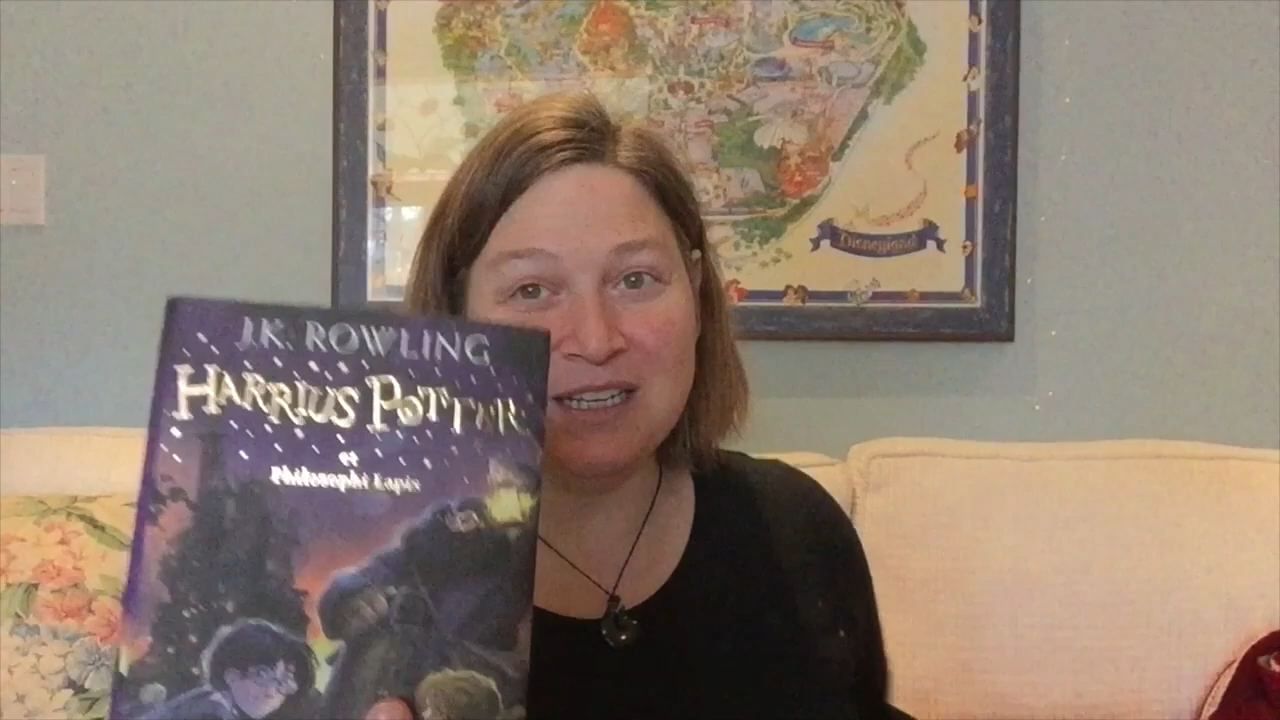 Disneyland
J.K. ROWLING
HARRIUS POTTER
et
Philosophi Lapis